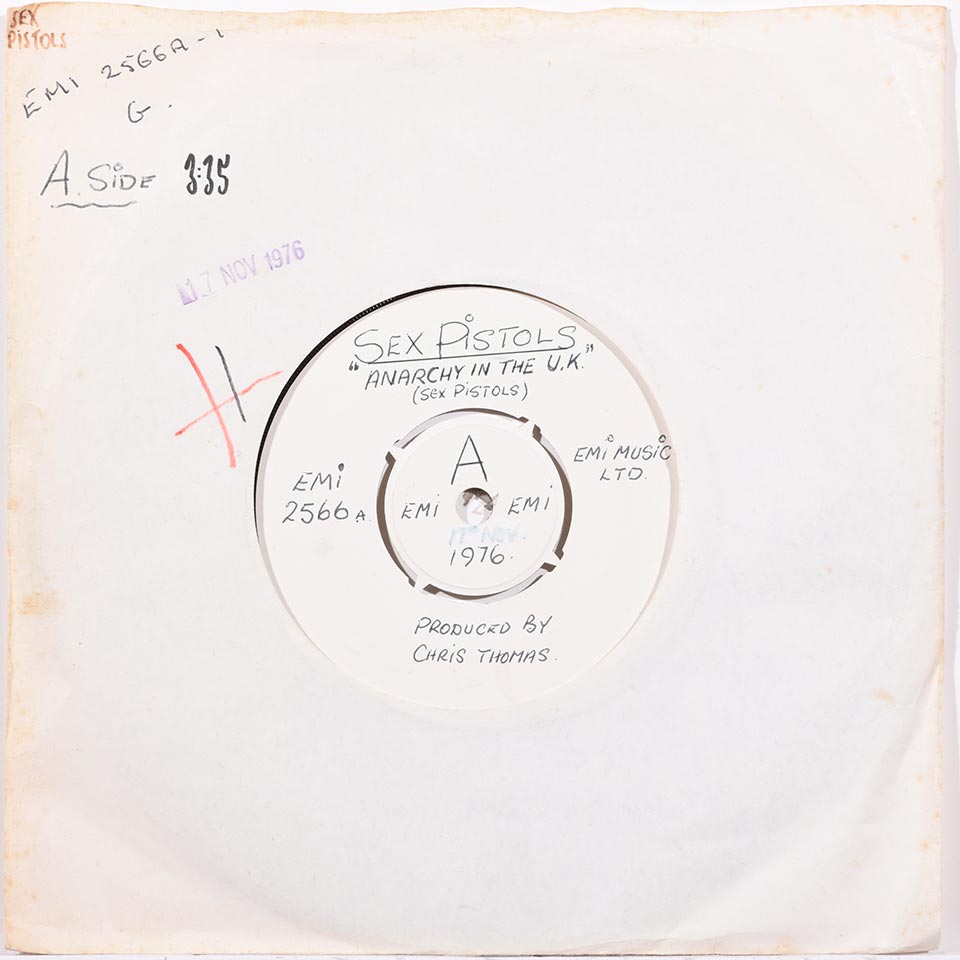 SEX
PISTOLS
EMI 2566A-1
G.
A. SIDE 3:35
17 NOV 1976
SEX PISTOLS
"ANARCHY IN THE U.K."
(SEX PISTOLS)
A
EMI MUSIC
LTD.
EMI
2566 A.
EMI EMI
17th NOV.
1976.
PRODUCED BY
CHRIS THOMAS.